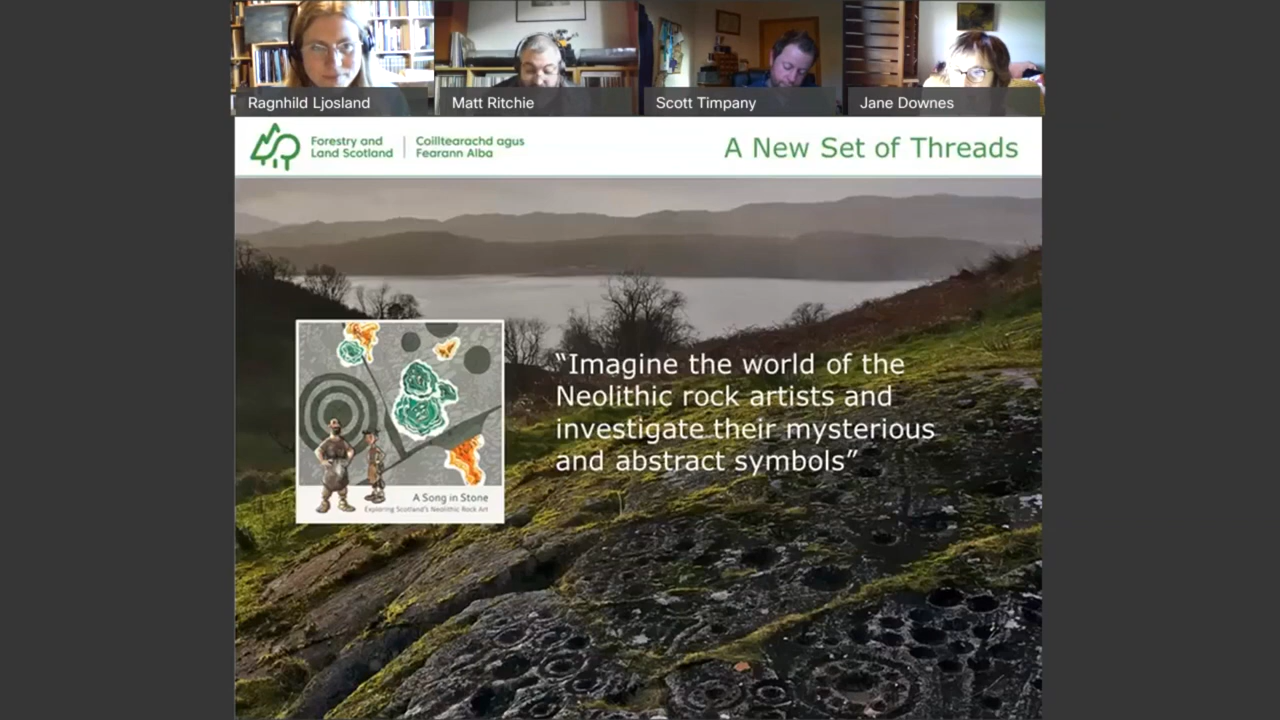 Ragnhild Ljosland
Matt Ritchie
Scott Timpany
Jane Downes
Forestry and
Land Scotland
Coilltearachd agus
Fearann Alba
A New Set of Threads
“Imagine the world of the
Neolithic rock artists and
investigate their mysterious
and abstract symbols”
A Song in Stone
Exploring Scotland's Neolithic Rock Art